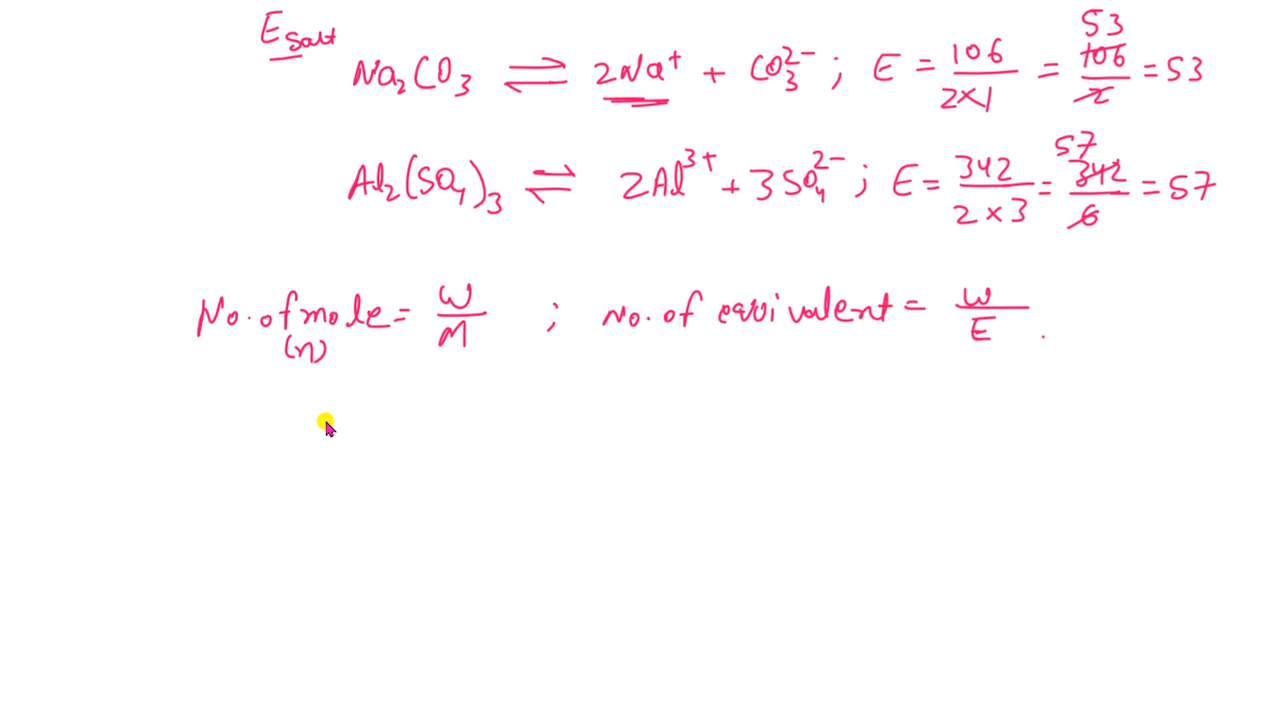 E salt
Na₂CO₃ ⇌ 2Na⁺ + CO₃²⁻ ; E = 106/(2×1) = 106/2 = 53
53
Al₂(SO₄)₃ ⇌ 2Al³⁺ + 3SO₄²⁻ ; E = 342/(2×3) = 342/6 = 57
57
No. of mole = W/M ; No. of equivalent = W/E .
(n)